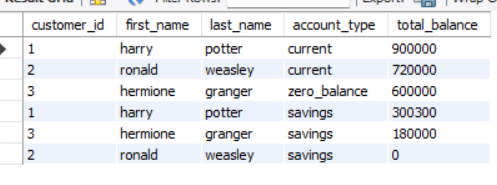 Result Grid Filter Rows: Export: Wrap C
customer_id first_name last_name account_type total_balance
1 harry potter current 900000
2 ronald weasley current 720000
3 hermione granger zero_balance 600000
1 harry potter savings 300300
3 hermione granger savings 180000
2 ronald weasley savings 0